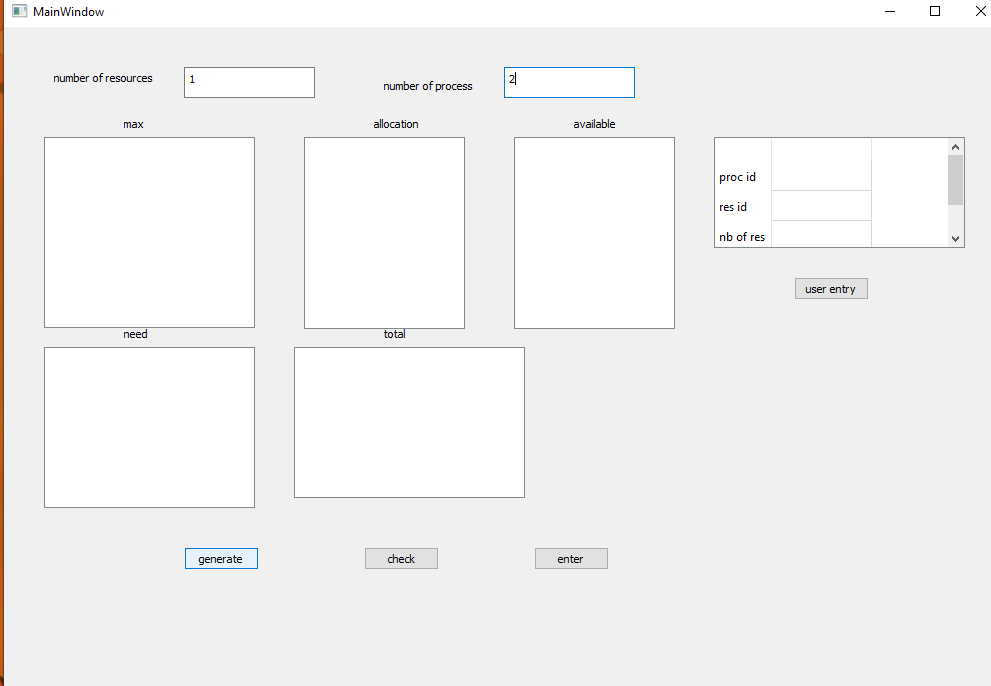 MainWindow
number of resources 1
number of process 2
max allocation available
proc id
res id
nb of res
user entry
need total
generate check enter